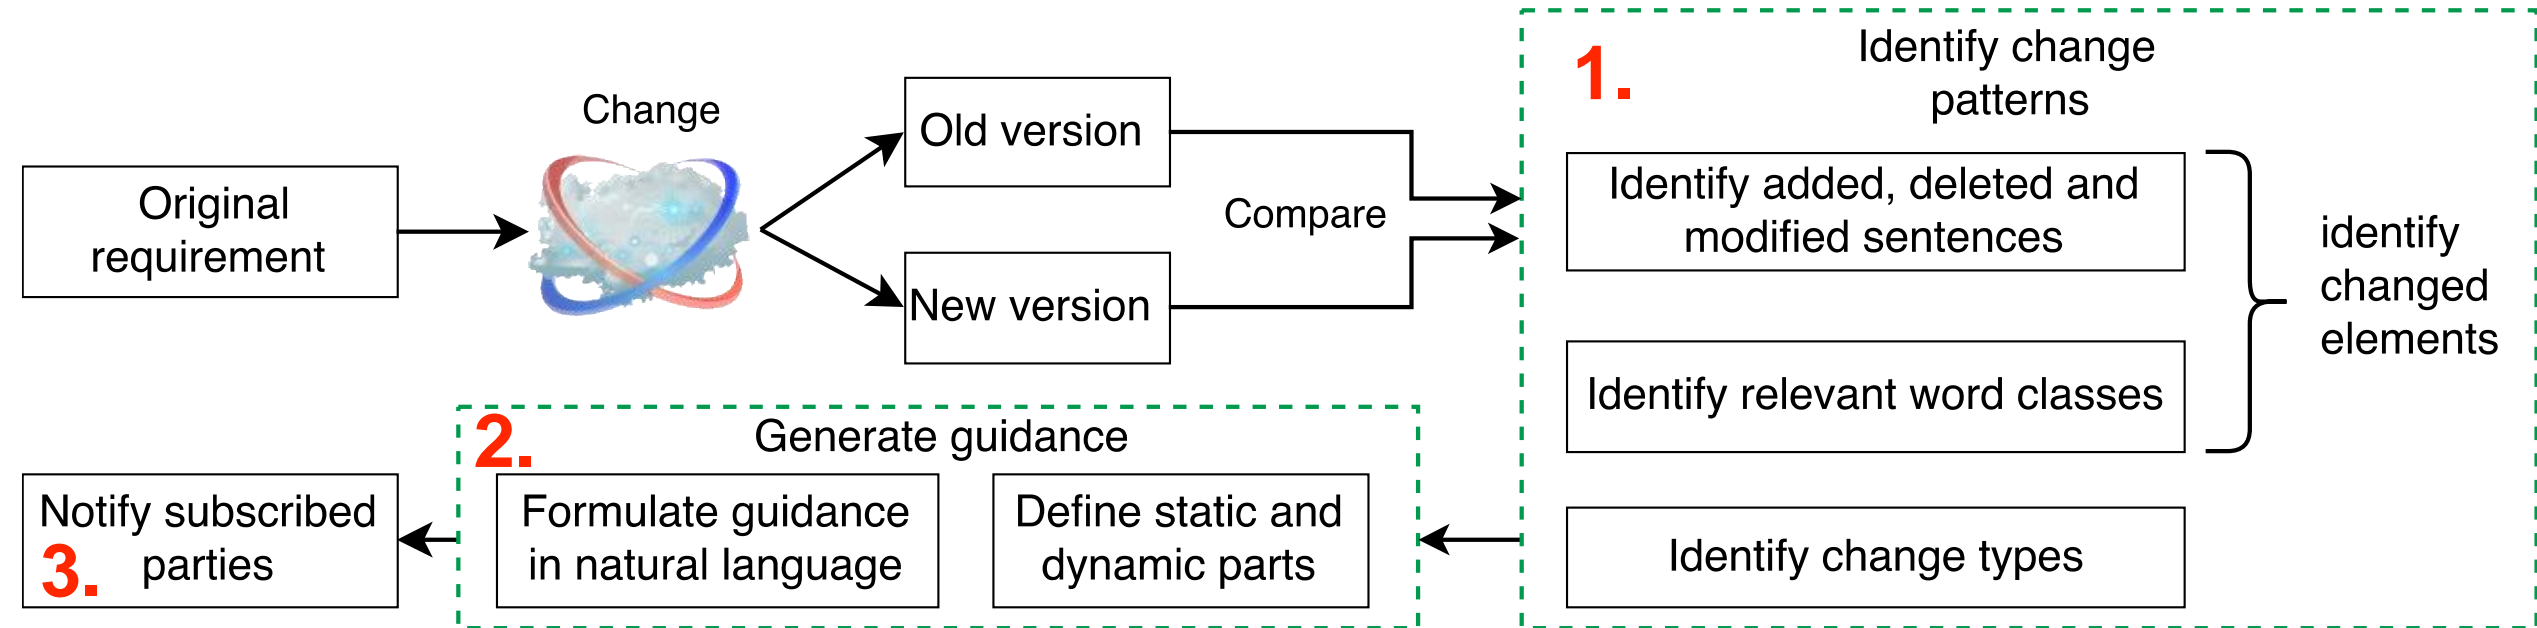 Original
requirement
Change
Old version
New version
Compare
1.
Identify change
patterns
Identify added, deleted and
modified sentences
Identify relevant word classes
identify
changed
elements
Identify change types
2.
Generate guidance
Formulate guidance
in natural language
Define static and
dynamic parts
Notify subscribed
parties
3.